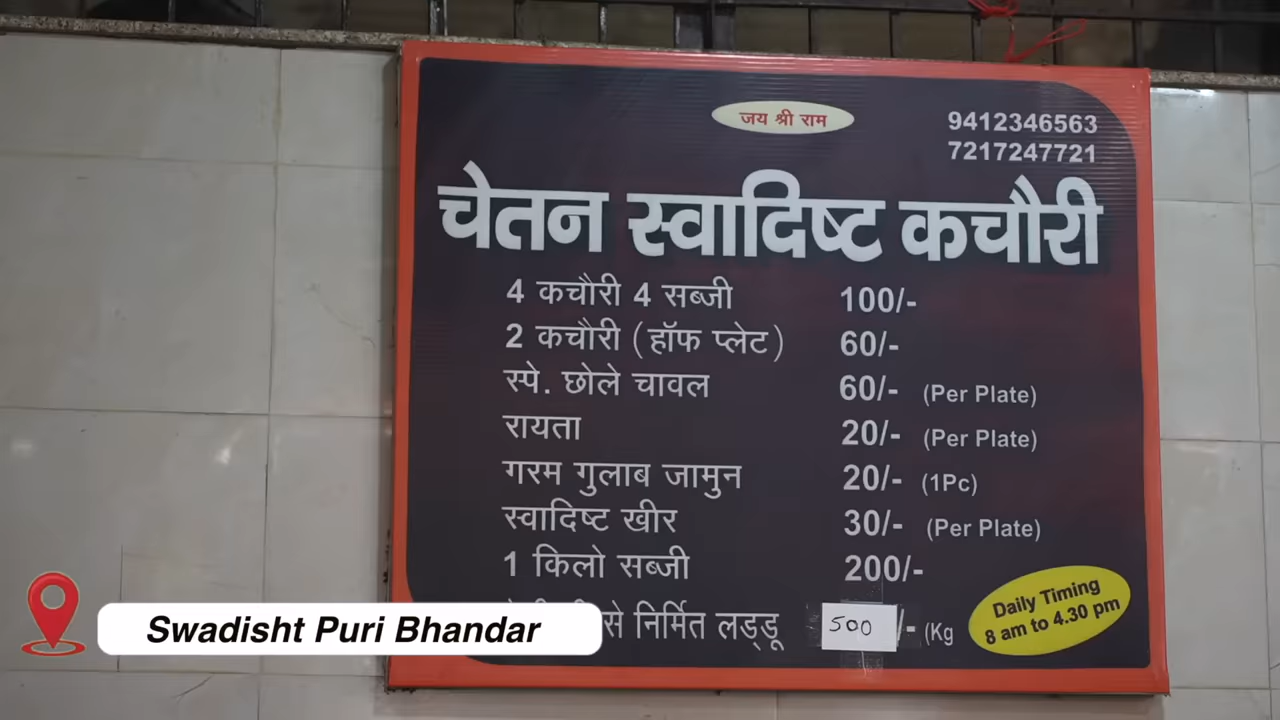 जय श्री राम
9412346563
7217247721
चेतन स्वादिष्ट कचौरी
4 कचौरी 4 सब्जी 100/-
2 कचौरी (हॉफ प्लेट) 60/-
स्पे. छोले चावल 60/- (Per Plate)
रायता 20/- (Per Plate)
गरम गुलाब जामुन 20/- (1Pc)
स्वादिष्ट खीर 30/- (Per Plate)
1 किलो सब्जी 200/-
से निर्मित लड्डू 500 /- (Kg
Daily Timing
8 am to 4.30 pm
Swadisht Puri Bhandar